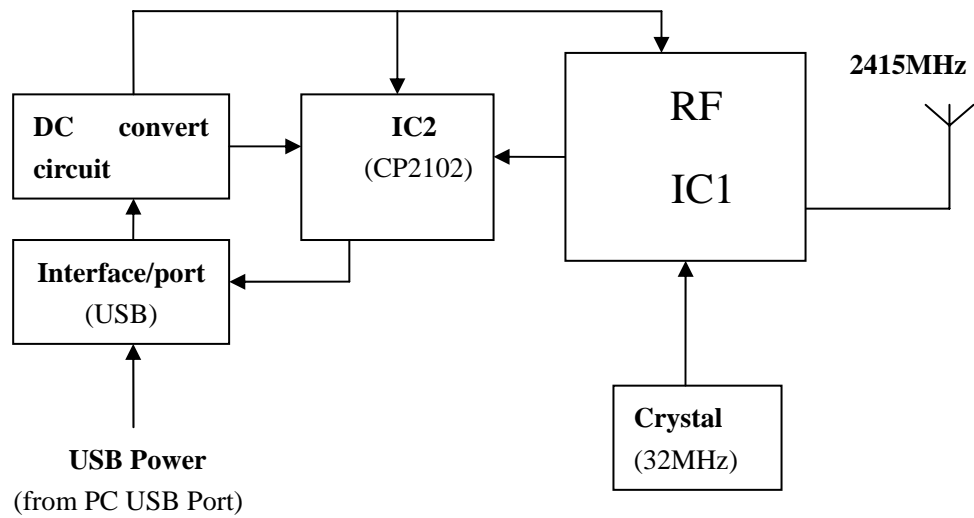 2415MHz
DC convert
circuit
IC2
(CP2102)
RF
IC1
Interface/port
(USB)
Crystal
(32MHz)
USB Power
(from PC USB Port)